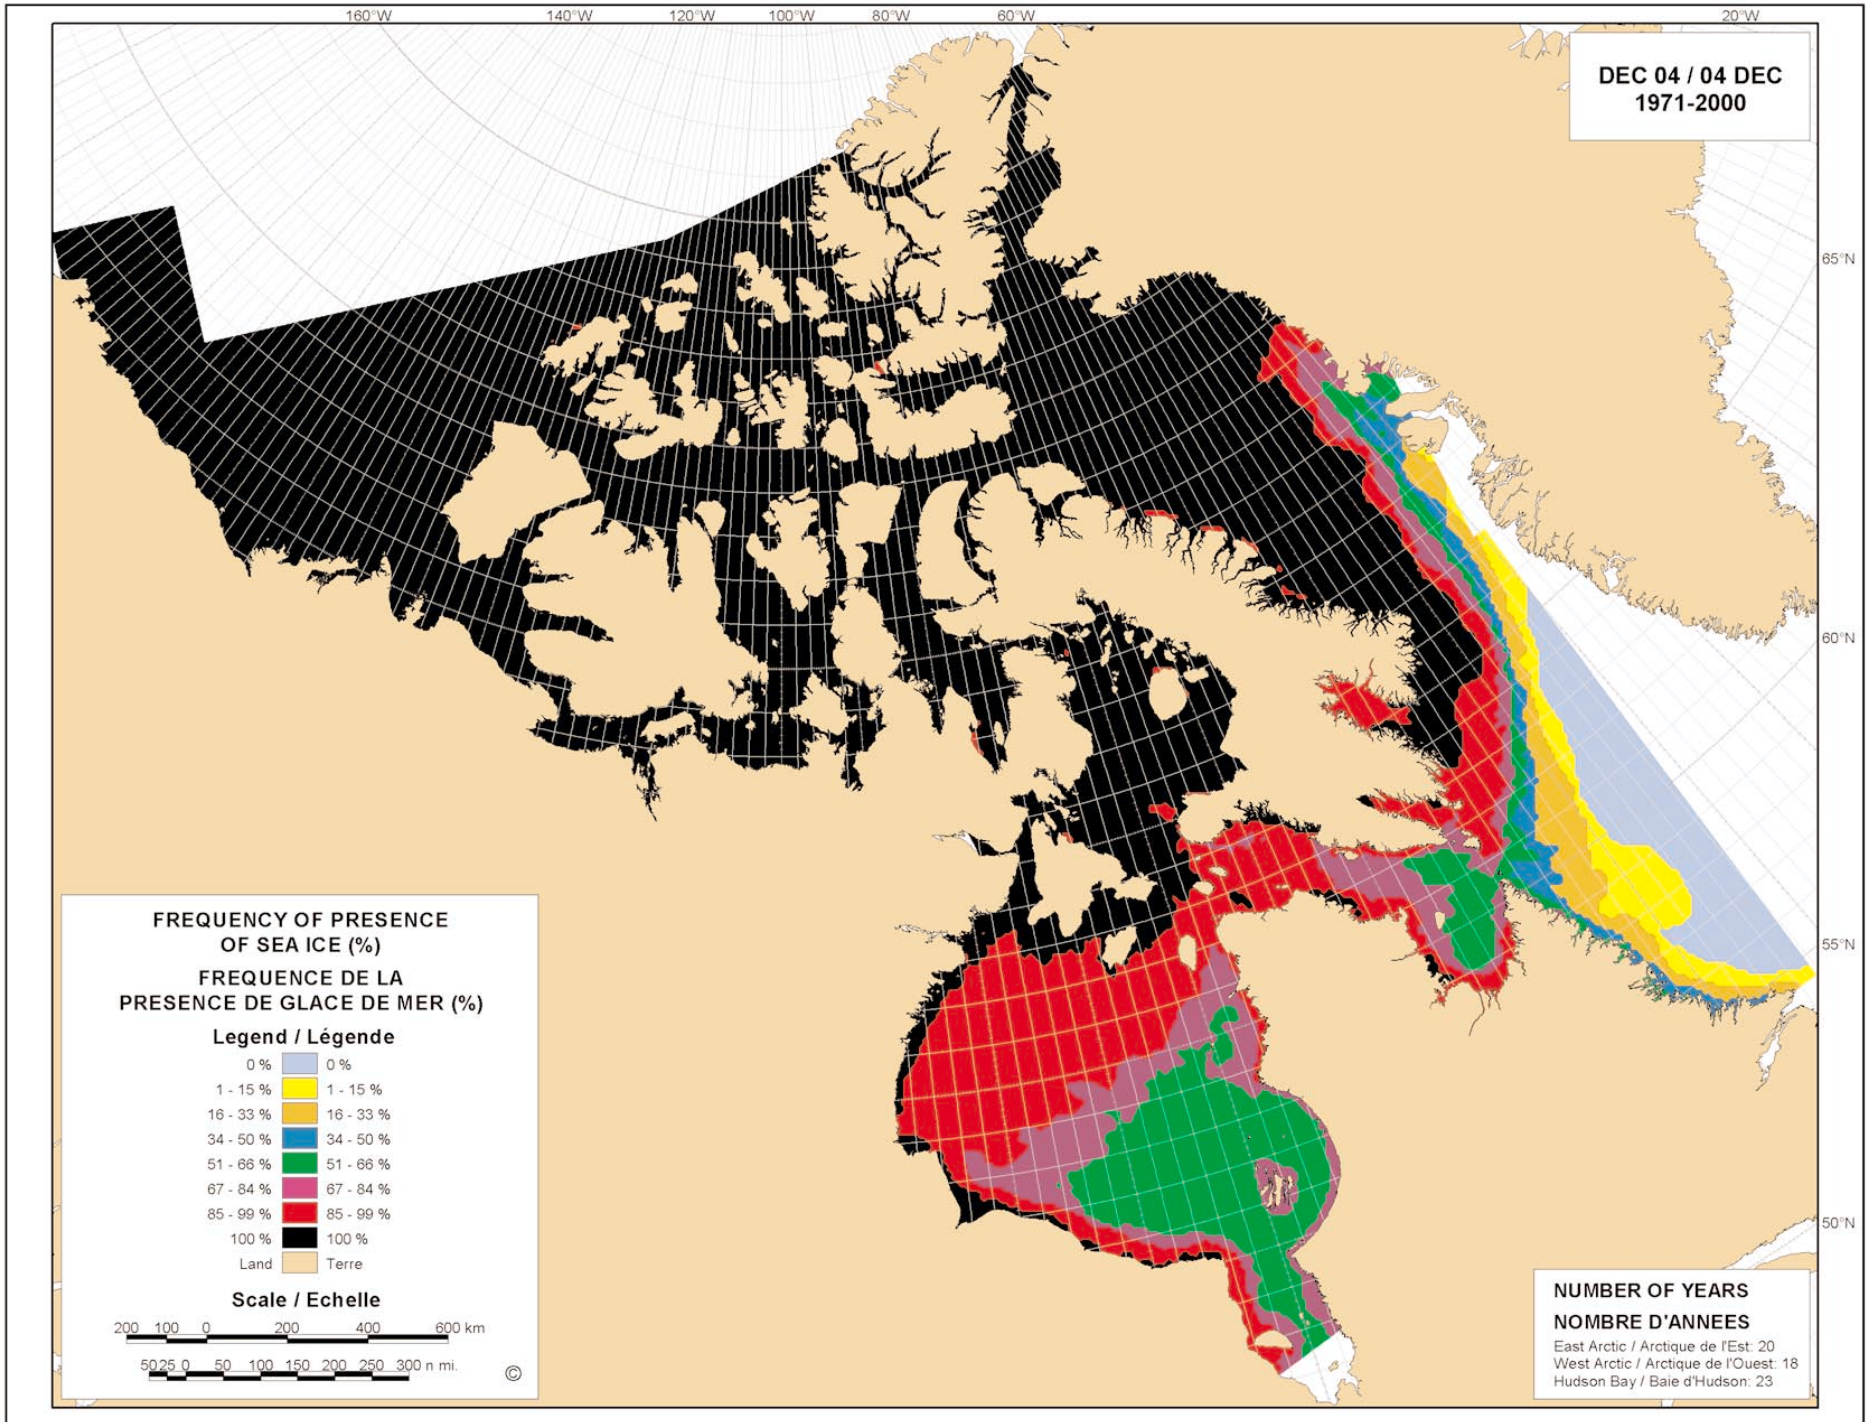 160°W 140°W 120°W 100°W 80°W 60°W 20°W
DEC 04 / 04 DEC
1971-2000
65°N
60°N
55°N
50°N
FREQUENCY OF PRESENCE
OF SEA ICE (%)
FREQUENCE DE LA
PRESENCE DE GLACE DE MER (%)
Legend / Légende
0 % 0 %
1 - 15 % 1 - 15 %
16 - 33 % 16 - 33 %
34 - 50 % 34 - 50 %
51 - 66 % 51 - 66 %
67 - 84 % 67 - 84 %
85 - 99 % 85 - 99 %
100 % 100 %
Land Terre
Scale / Echelle
200 100 0 200 400 600 km
50 25 0 50 100 150 200 250 300 n mi.
©
NUMBER OF YEARS
NOMBRE D'ANNEES
East Arctic / Arctique de l'Est: 20
West Arctic / Arctique de l'Ouest: 18
Hudson Bay / Baie d'Hudson: 23